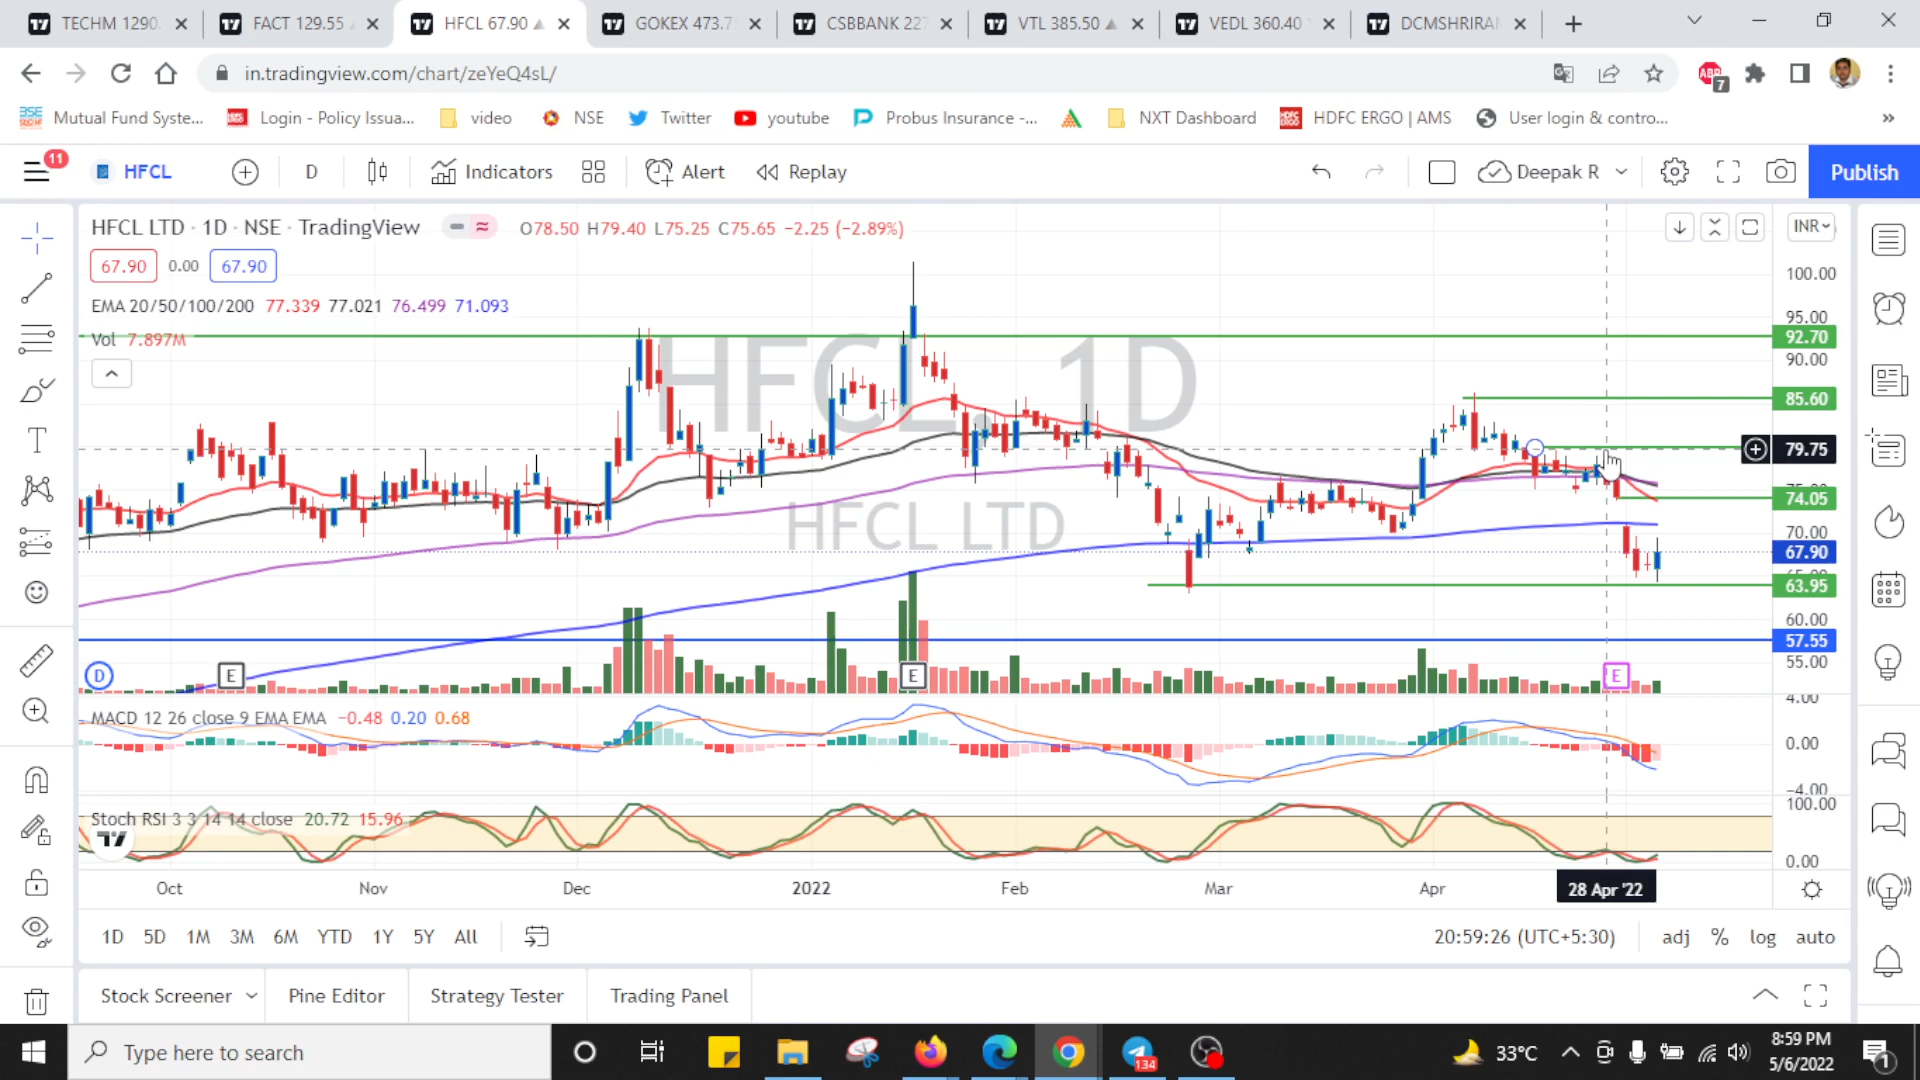 TECHM 1290. FACT 129.55 HFCL 67.90 GOKEX 473.7 CSBBANK 227 VTL 385.50 VEDL 360.40 DCMSHRIRAM
in.tradingview.com/chart/zeYeQ4sL/ ABP 7
Mutual Fund Syste... Login - Policy Issua... video NSE Twitter youtube Probus Insurance -... NXT Dashboard HDFC ERGO | AMS User login & contro... »
11 HFCL D Indicators Alert Replay Deepak R Publish
HFCL LTD · 1D · NSE · TradingView O78.50 H79.40 L75.25 C75.65 −2.25 (−2.89%) INR
67.90 0.00 67.90
EMA 20/50/100/200 77.339 77.021 76.499 71.093
Vol 7.897M
HFCL, 1D
HFCL LTD
100.00
95.00
92.70
90.00
85.60
79.75
74.05
70.00
67.90
63.95
60.00
57.55
55.00
D E E E
MACD 12 26 close 9 EMA EMA −0.48 0.20 0.68
4.00
0.00
−4.00
Stoch RSI 3 3 14 14 close 20.72 15.96
100.00
0.00
Oct Nov Dec 2022 Feb Mar Apr 28 Apr '22
1D 5D 1M 3M 6M YTD 1Y 5Y All 20:59:26 (UTC+5:30) adj % log auto
Stock Screener Pine Editor Strategy Tester Trading Panel
Type here to search 134 33°C 8:59 PM
5/6/2022 1